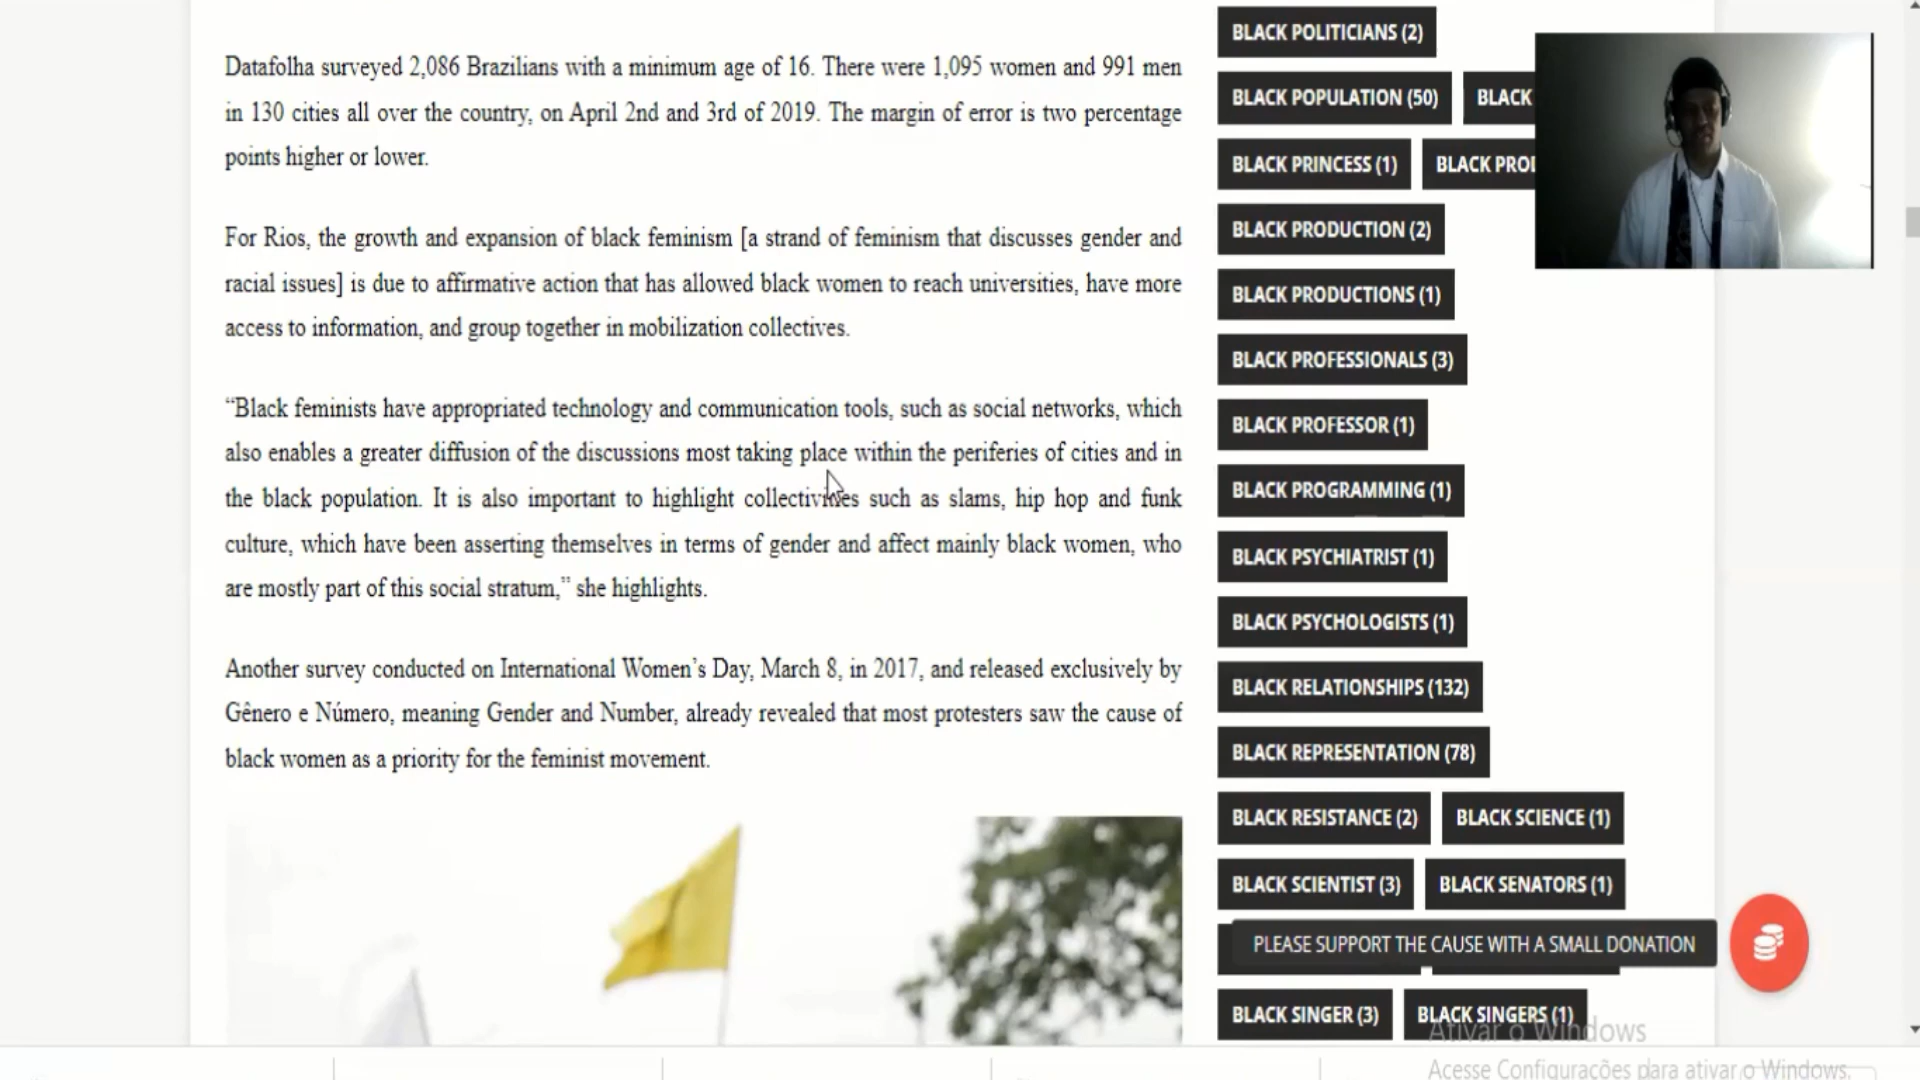 Datafolha surveyed 2,086 Brazilians with a minimum age of 16. There were 1,095 women and 991 men
in 130 cities all over the country, on April 2nd and 3rd of 2019. The margin of error is two percentage
points higher or lower.
For Rios, the growth and expansion of black feminism [a strand of feminism that discusses gender and
racial issues] is due to affirmative action that has allowed black women to reach universities, have more
access to information, and group together in mobilization collectives.
“Black feminists have appropriated technology and communication tools, such as social networks, which
also enables a greater diffusion of the discussions most taking place within the periferies of cities and in
the black population. It is also important to highlight collectivities such as slams, hip hop and funk
culture, which have been asserting themselves in terms of gender and affect mainly black women, who
are mostly part of this social stratum,” she highlights.
Another survey conducted on International Women’s Day, March 8, in 2017, and released exclusively by
Gênero e Número, meaning Gender and Number, already revealed that most protesters saw the cause of
black women as a priority for the feminist movement.
BLACK POLITICIANS (2)
BLACK POPULATION (50) BLACK
BLACK PRINCESS (1) BLACK
BLACK PRODUCTION (2)
BLACK PRODUCTIONS (1)
BLACK PROFESSIONALS (3)
BLACK PROFESSOR (1)
BLACK PROGRAMMING (1)
BLACK PSYCHIATRIST (1)
BLACK PSYCHOLOGISTS (1)
BLACK RELATIONSHIPS (132)
BLACK REPRESENTATION (78)
BLACK RESISTANCE (2) BLACK SCIENCE (1)
BLACK SCIENTIST (3) BLACK SENATORS (1)
PLEASE SUPPORT THE CAUSE WITH A SMALL DONATION
BLACK SINGER (3) BLACK SINGERS (1)
Ativar o Windows
Acesse Configurações para ativar o Windows.